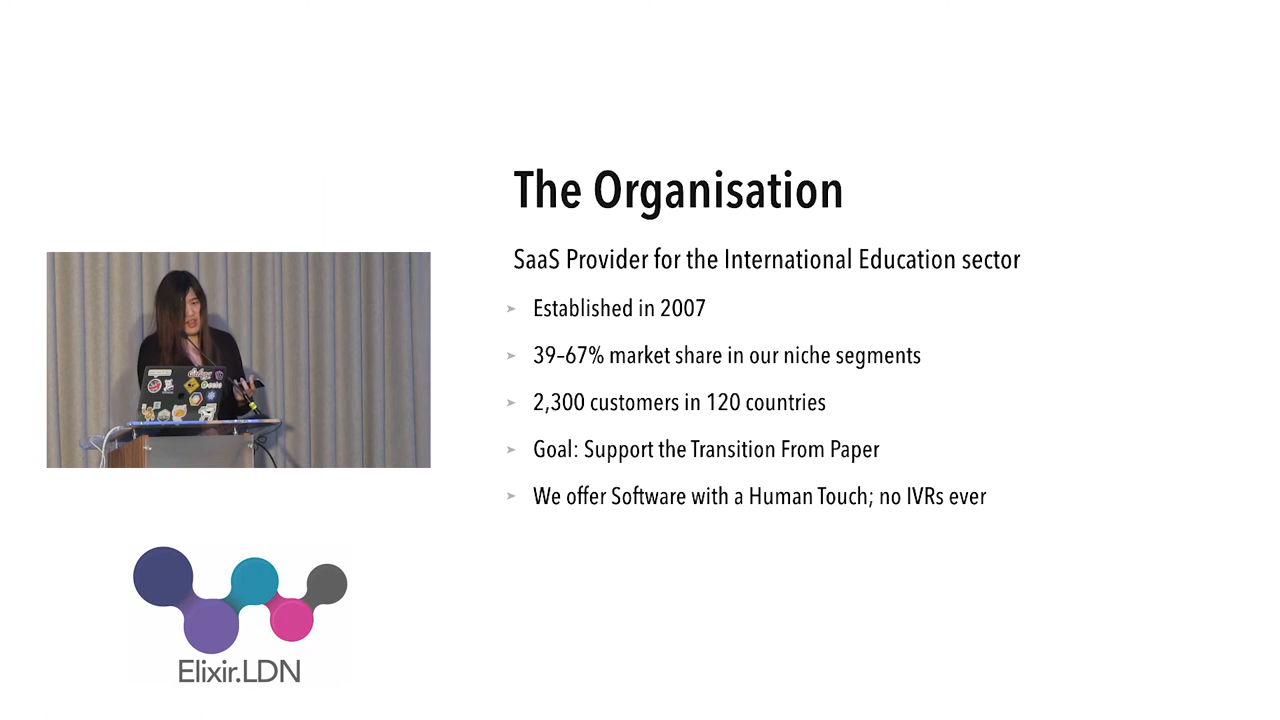 The Organisation
SaaS Provider for the International Education sector
Established in 2007
39–67% market share in our niche segments
2,300 customers in 120 countries
Goal: Support the Transition From Paper
We offer Software with a Human Touch; no IVRs ever
Elixir.LDN